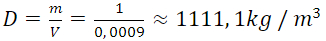 D = m/V = 1/0,0009 ≈ 1111,1kg / m³